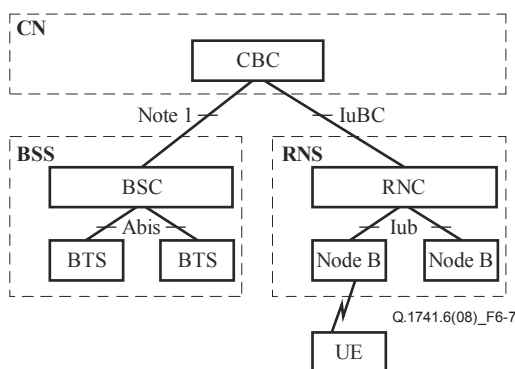 CN
CBC
Note 1
IuBC
BSS
RNS
BSC
RNC
Abis
Iub
BTS
BTS
Node B
Node B
Q.1741.6(08)_F6-7
UE